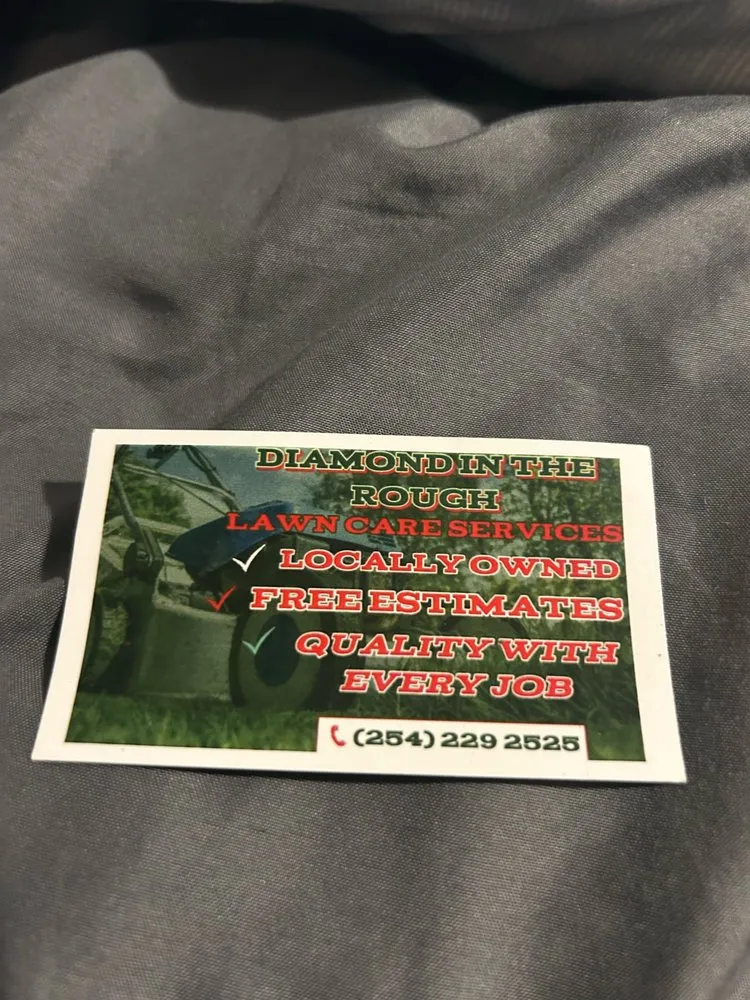 DIAMOND IN THE
ROUGH
LAWN CARE SERVICES
LOCALLY OWNED
FREE ESTIMATES
QUALITY WITH
EVERY JOB
(254) 229 2525